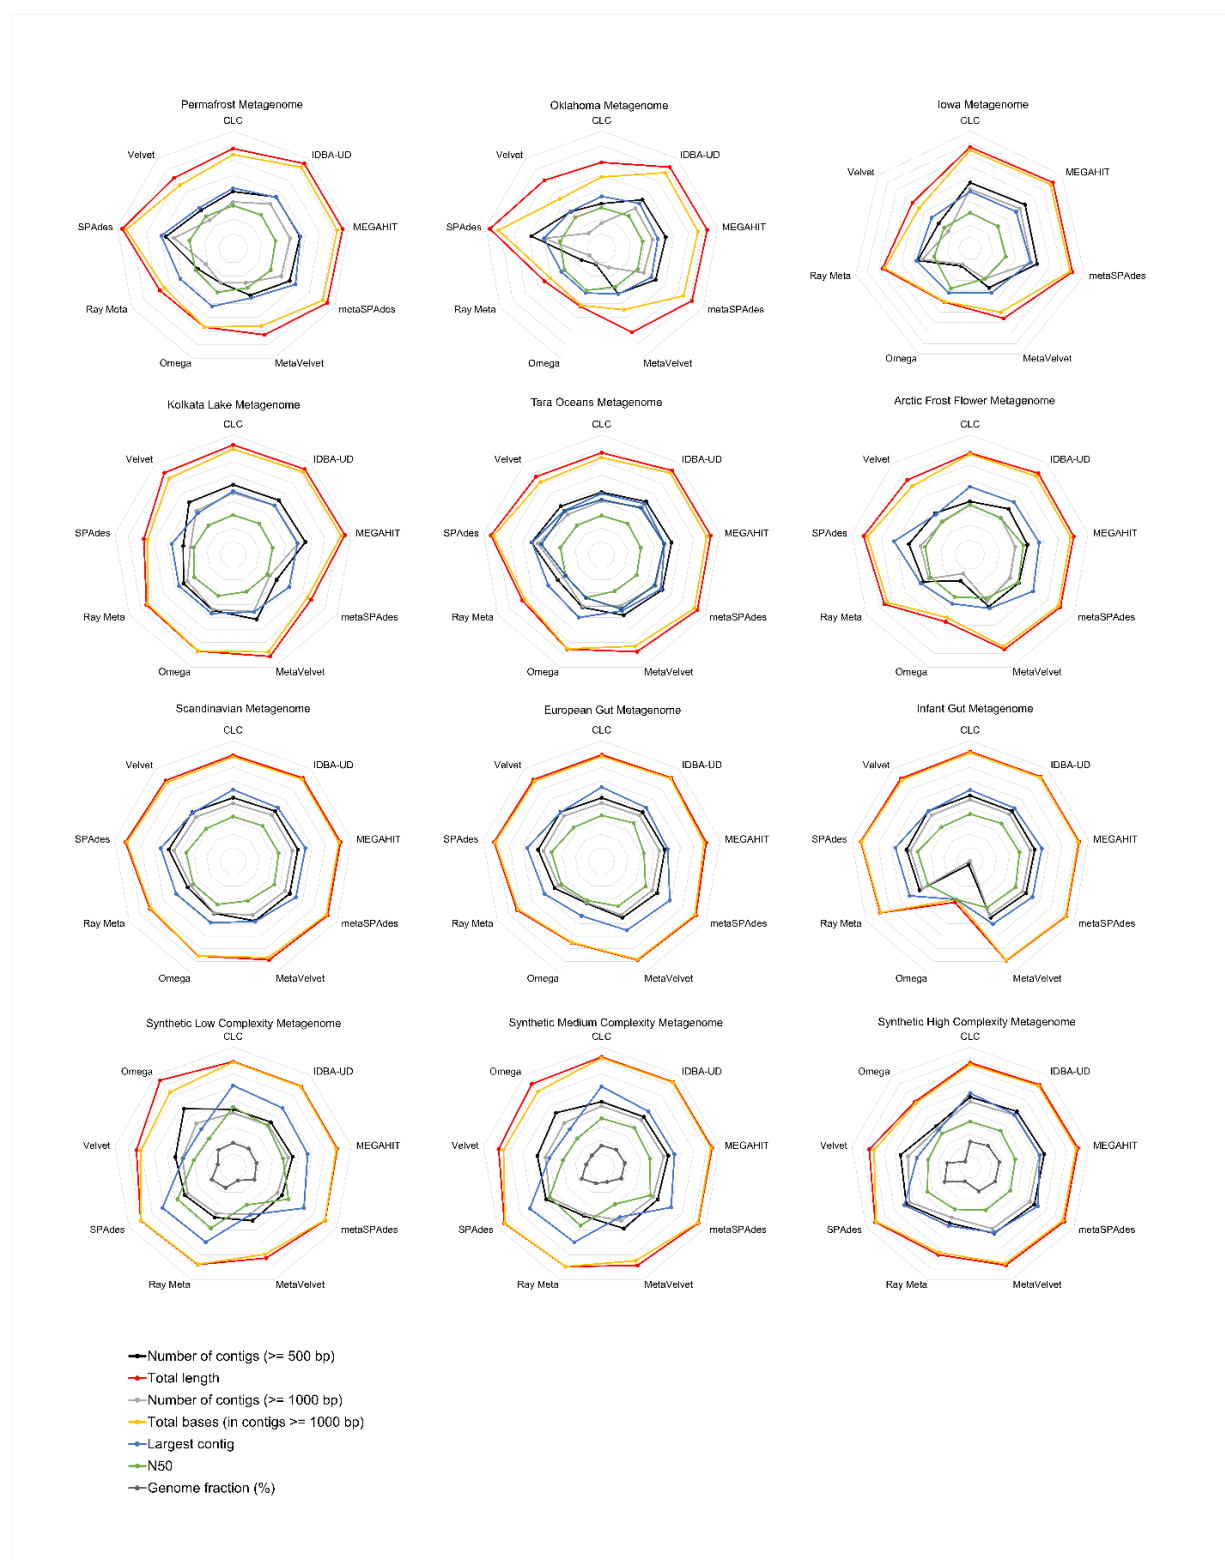 Permafrost Metagenome
CLC
IDBA-UD
MEGAHIT
metaSPAdes
MetaVelvet
Omega
Ray Meta
SPAdes
Velvet
Oklahoma Metagenome
CLC
IDBA-UD
MEGAHIT
metaSPAdes
MetaVelvet
Omega
Ray Meta
SPAdes
Velvet
Iowa Metagenome
CLC
MEGAHIT
metaSPAdes
MetaVelvet
Omega
Ray Meta
Velvet
Kolkata Lake Metagenome
CLC
IDBA-UD
MEGAHIT
metaSPAdes
MetaVelvet
Omega
Ray Meta
SPAdes
Velvet
Tara Oceans Metagenome
CLC
IDBA-UD
MEGAHIT
metaSPAdes
MetaVelvet
Omega
Ray Meta
SPAdes
Velvet
Arctic Frost Flower Metagenome
CLC
IDBA-UD
MEGAHIT
metaSPAdes
MetaVelvet
Omega
Ray Meta
SPAdes
Velvet
Scandinavian Metagenome
CLC
IDBA-UD
MEGAHIT
metaSPAdes
MetaVelvet
Omega
Ray Meta
SPAdes
Velvet
European Gut Metagenome
CLC
IDBA-UD
MEGAHIT
metaSPAdes
MetaVelvet
Omega
Ray Meta
SPAdes
Velvet
Infant Gut Metagenome
CLC
IDBA-UD
MEGAHIT
metaSPAdes
MetaVelvet
Omega
Ray Meta
SPAdes
Velvet
Synthetic Low Complexity Metagenome
CLC
IDBA-UD
MEGAHIT
metaSPAdes
MetaVelvet
Ray Meta
SPAdes
Velvet
Omega
Synthetic Medium Complexity Metagenome
CLC
IDBA-UD
MEGAHIT
metaSPAdes
MetaVelvet
Ray Meta
SPAdes
Velvet
Omega
Synthetic High Complexity Metagenome
CLC
IDBA-UD
MEGAHIT
metaSPAdes
MetaVelvet
Ray Meta
SPAdes
Velvet
Omega
Number of contigs (>= 500 bp)
Total length
Number of contigs (>= 1000 bp)
Total bases (in contigs >= 1000 bp)
Largest contig
N50
Genome fraction (%)